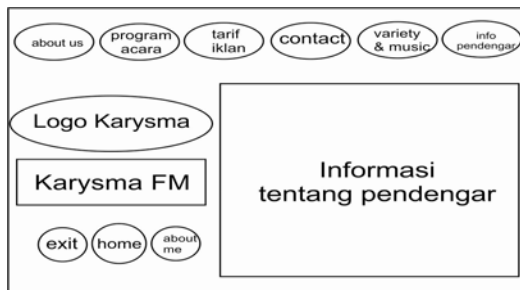 about us
program
acara
tarif
iklan
contact
variety
& music
info
pendengar
Logo Karysma
Karysma FM
Informasi
tentang pendengar
exit
home
about
me